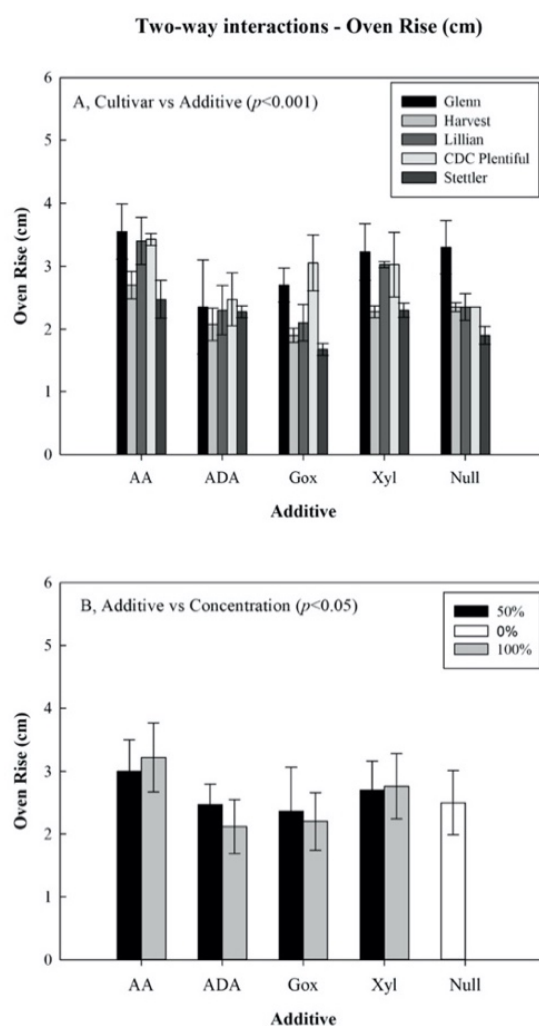 Two-way interactions - Oven Rise (cm)
A, Cultivar vs Additive (p<0.001)
Glenn
Harvest
Lillian
CDC Plentiful
Stettler
6
5
4
3
2
1
0
Oven Rise (cm)
AA ADA Gox Xyl Null
Additive
B, Additive vs Concentration (p<0.05)
50%
0%
100%
6
5
4
3
2
1
0
Oven Rise (cm)
AA ADA Gox Xyl Null
Additive